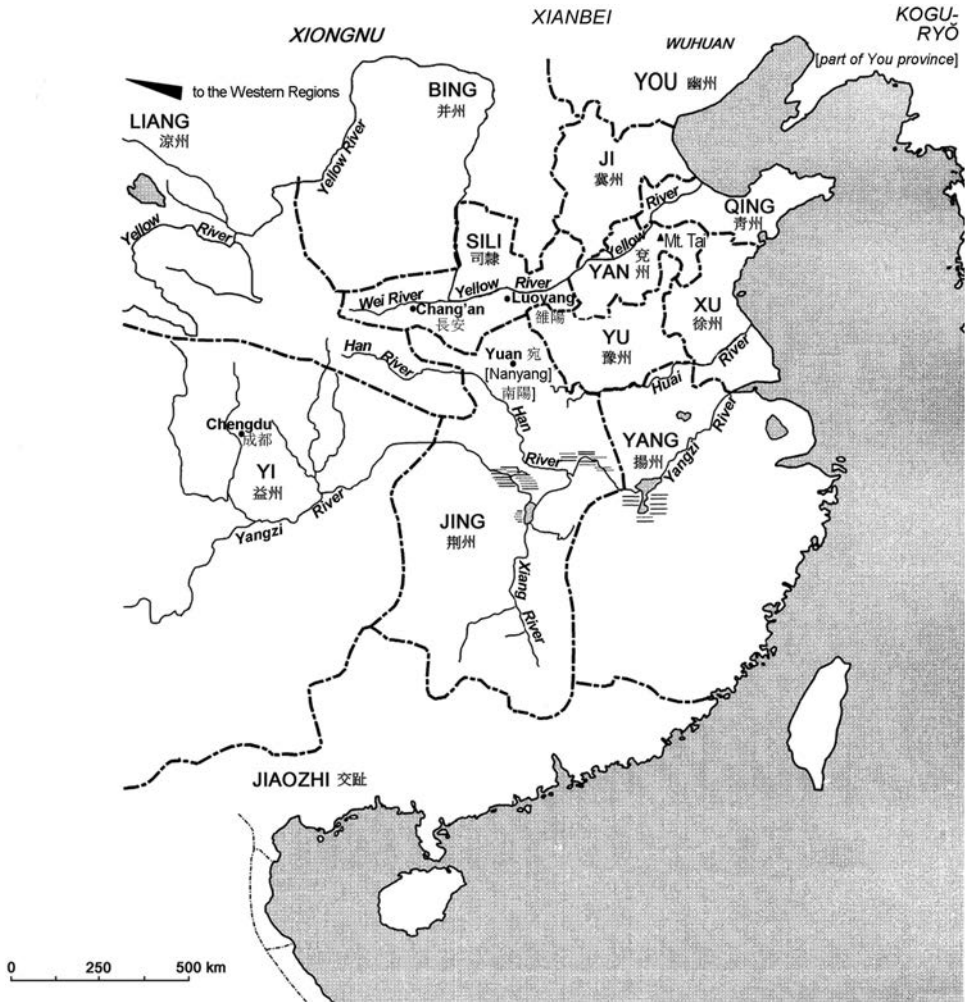 XIONGNU
XIANBEI
WUHUAN
KOGU-
RYŎ
[part of You province]
to the Western Regions
LIANG
涼州
BING
并州
YOU 幽州
JI
冀州
QING
青州
SILI
司隸
YAN
兗
州
Mt. Tai
XU
徐州
YU
豫州
Yellow River
Yellow
River
Yellow
River
Yellow
River
Wei River
Chang'an
長安
Luoyang
雒陽
Yuan 宛
[Nanyang]
南陽]
Han
River
Han
River
Huai
River
Chengdu
成都
YI
益州
Yangzi
River
YANG
揚州
Yangzi
River
JING
荆州
Xiang
River
JIAOZHI 交趾
0 250 500 km